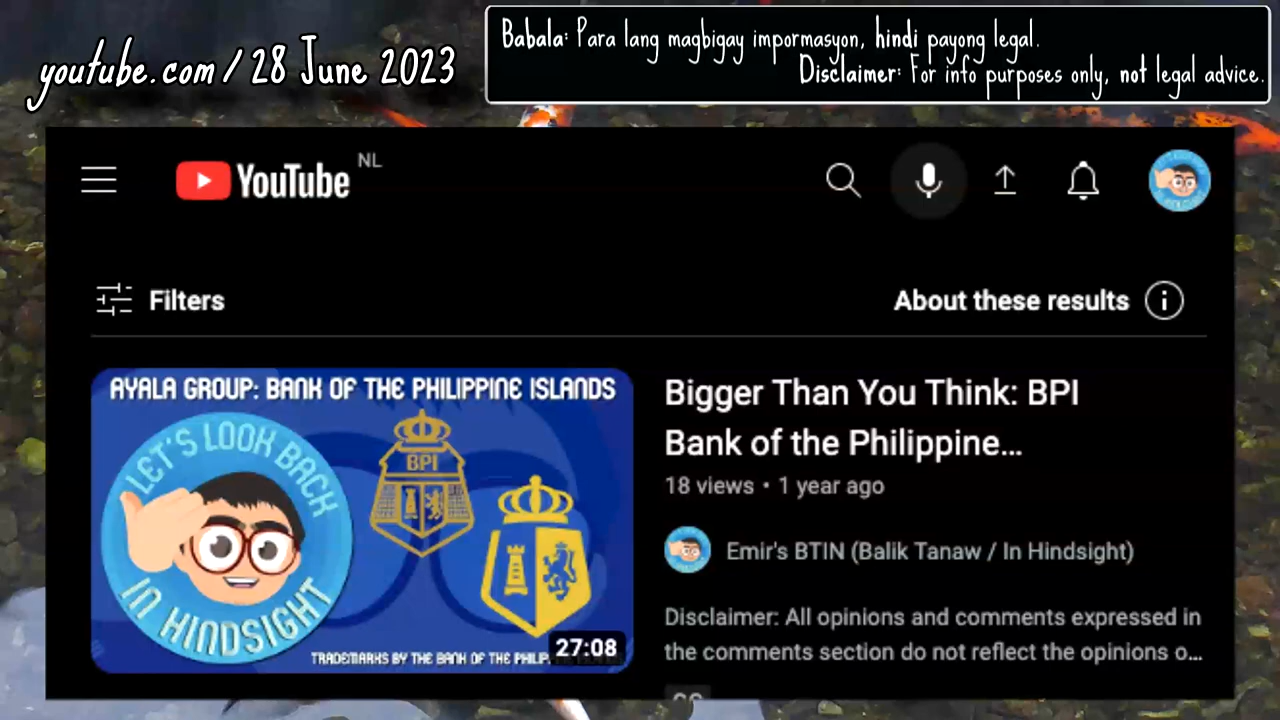 youtube.com / 28 June 2023
Babala: Para lang magbigay impormasyon, hindi payong legal.
Disclaimer: For info purposes only, not legal advice.
YouTube NL
Filters
About these results
AYALA GROUP: BANK OF THE PHILIPPINE ISLANDS
LET'S LOOK BACK
IN HINDSIGHT
BPI
TRADEMARKS BY THE BANK OF THE PHILIP
27:08
Bigger Than You Think: BPI
Bank of the Philippine...
18 views • 1 year ago
Emir's BTIN (Balik Tanaw / In Hindsight)
Disclaimer: All opinions and comments expressed in
the comments section do not reflect the opinions o...